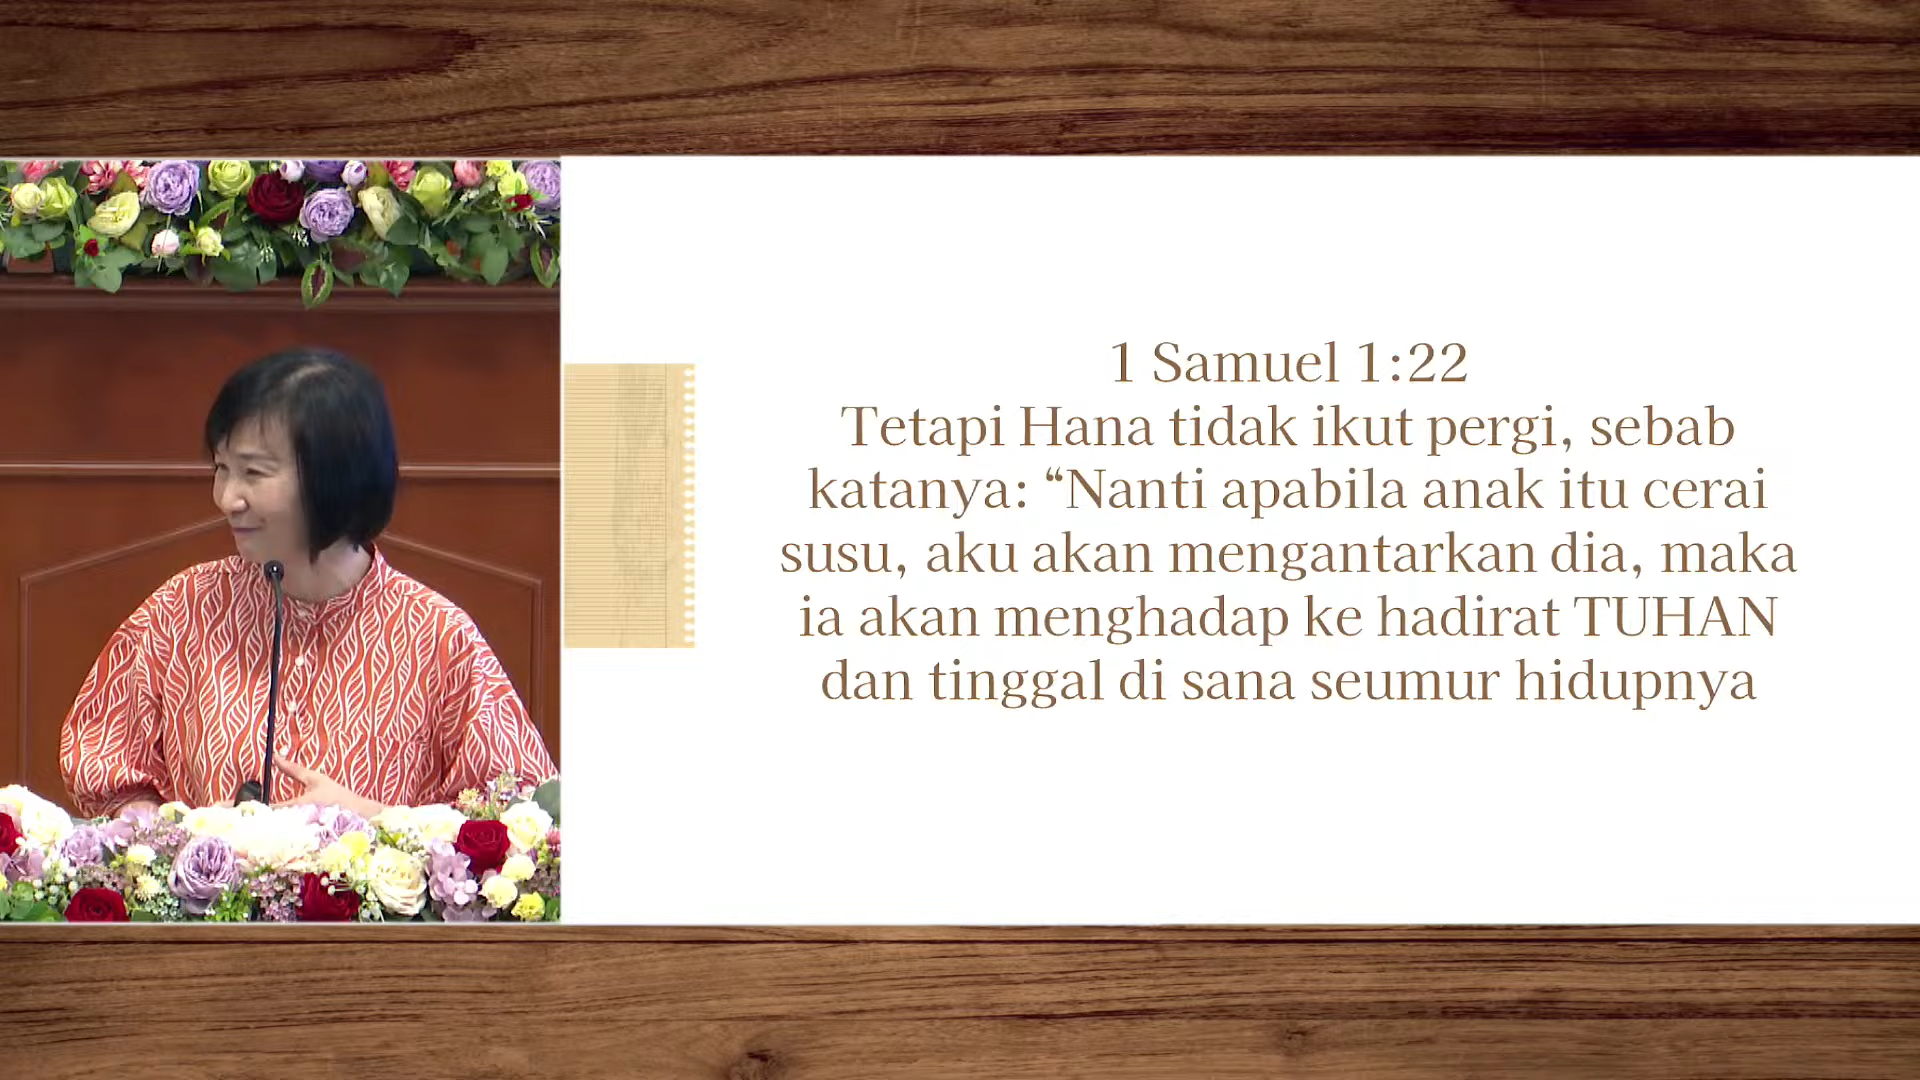 1 Samuel 1:22
Tetapi Hana tidak ikut pergi, sebab
katanya: “Nanti apabila anak itu cerai
susu, aku akan mengantarkan dia, maka
ia akan menghadap ke hadirat TUHAN
dan tinggal di sana seumur hidupnya